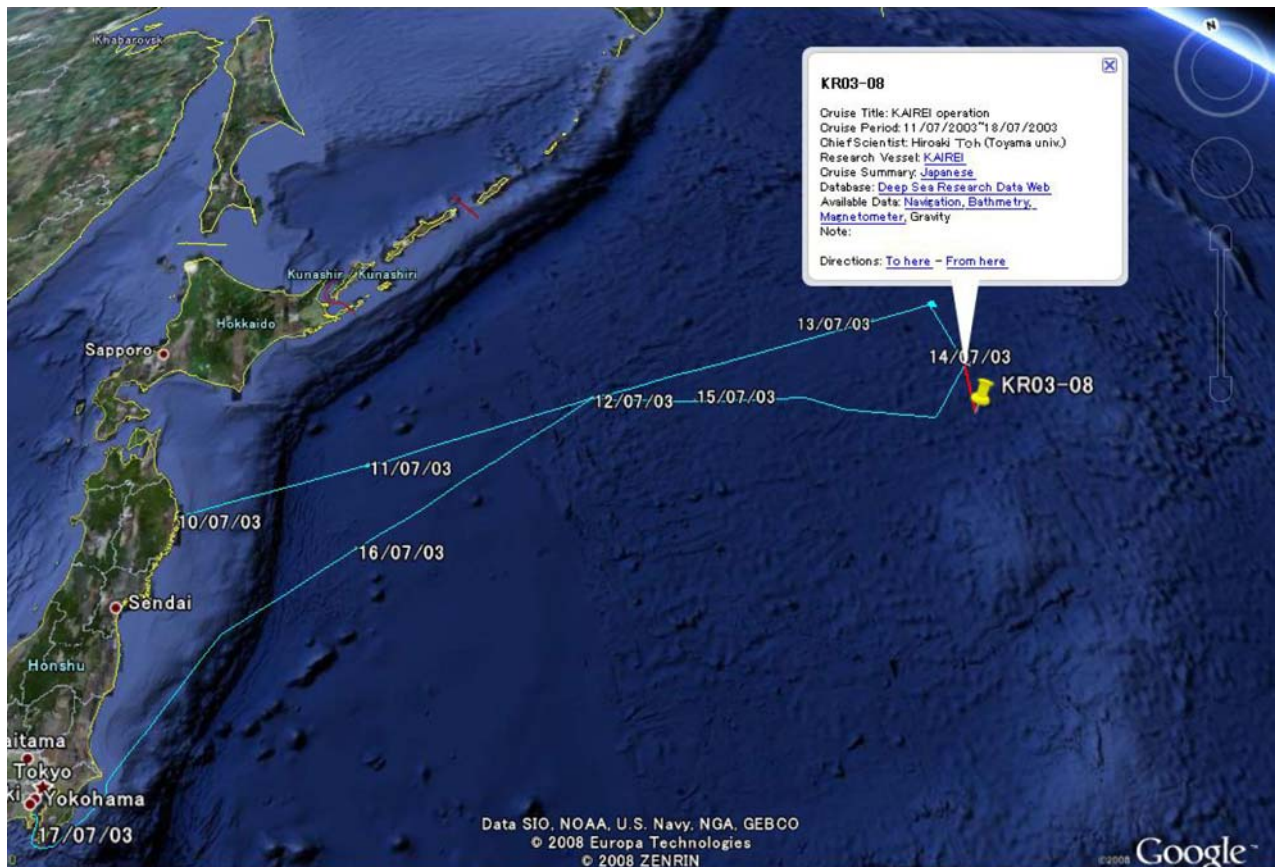 Khabarovsk
N
KR03-08
Cruise Title: KAIREI operation
Cruise Period: 11/07/2003~18/07/2003
Chief Scientist: Hiroaki Toh (Toyama univ.)
Research Vessel: KAIREI
Cruise Summary: Japanese
Database: Deep Sea Research Data Web
Available Data: Navigation, Bathmetry,
Magnetometer, Gravity
Note:
Directions: To here - From here
Kunashir
Kunashiri
Hokkaido
Sapporo
13/07/03
14/07/03
KR03-08
12/07/03
15/07/03
11/07/03
10/07/03
16/07/03
Sendai
Honshu
aitama
Tokyo
ki
Yokohama
17/07/03
Data SIO, NOAA, U.S. Navy, NGA, GEBCO
© 2008 Europa Technologies
© 2008 ZENRIN
©2008 Google™